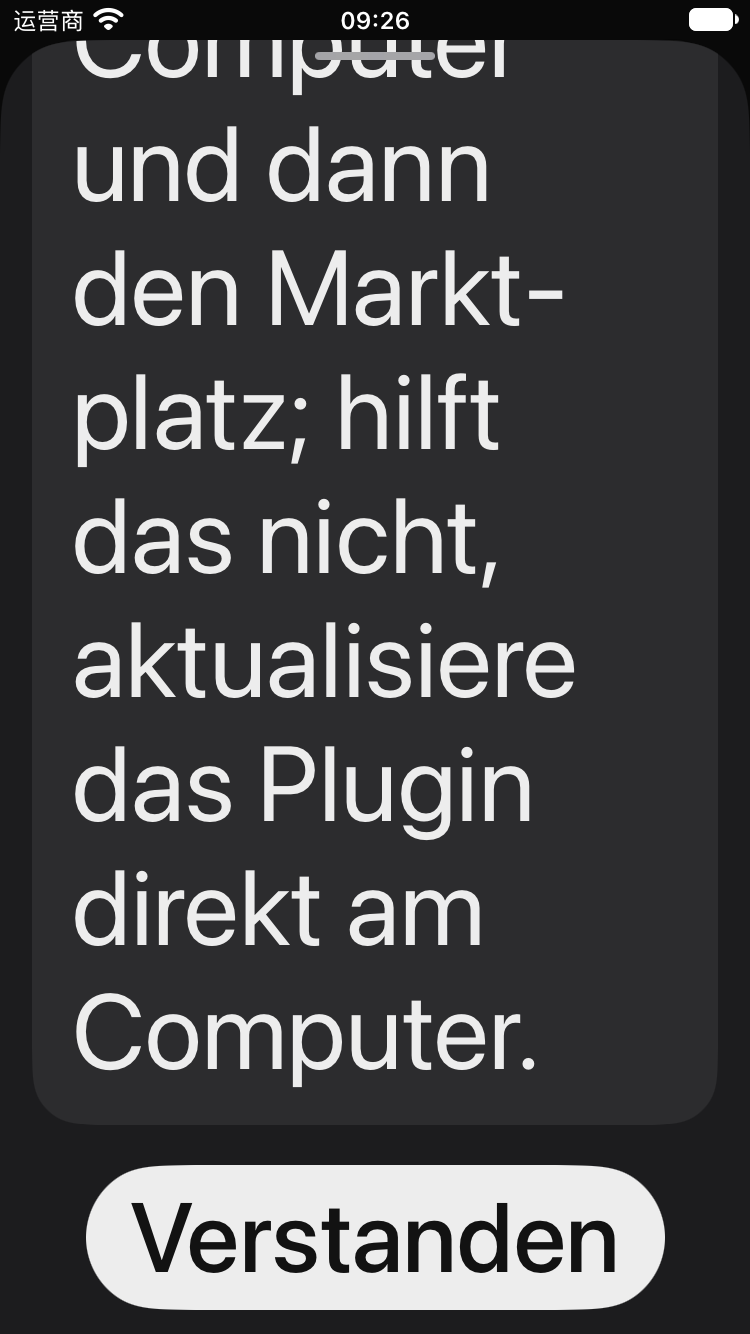 运营商
09:26
Computer
und dann
den Markt-
platz; hilft
das nicht,
aktualisiere
das Plugin
direkt am
Computer.
Verstanden